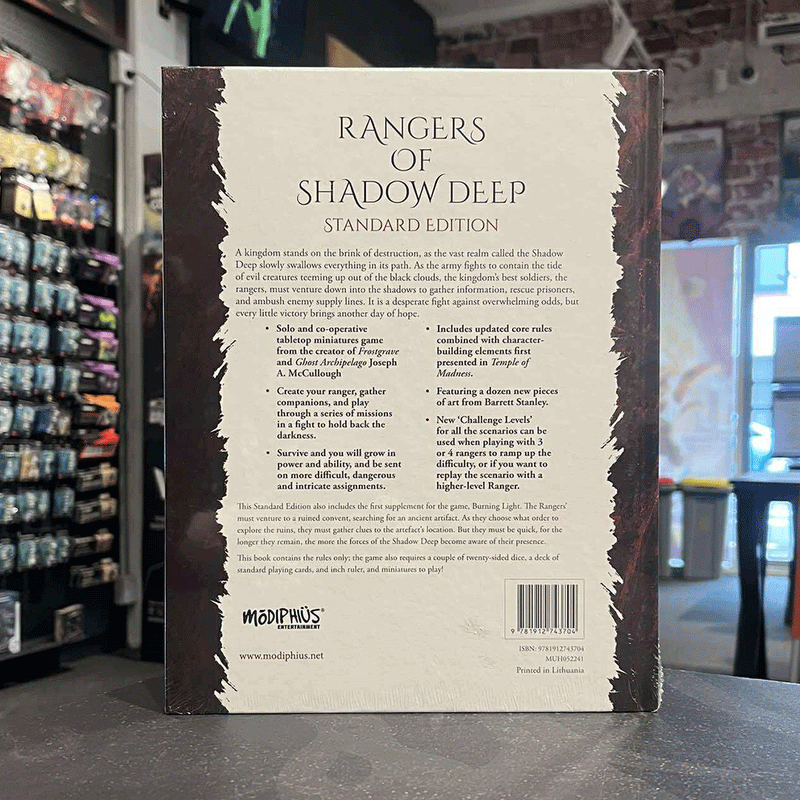 RANGERS
OF
SHADOW DEEP
STANDARD EDITION
A kingdom stands on the brink of destruction, as the vast realm called the Shadow
Deep slowly swallows everything in its path. As the army fights to contain the tide
of evil creatures teeming up out of the black clouds, the kingdom's best soldiers, the
rangers, must venture down into the shadows to gather information, rescue prisoners,
and ambush enemy supply lines. It is a desperate fight against overwhelming odds, but
every little victory brings another day of hope.
• Solo and co-operative
tabletop miniatures game
from the creator of Frostgrave
and Ghost Archipelago Joseph
A. McCullough
• Create your ranger, gather
companions, and play
through a series of missions
in a fight to hold back the
darkness.
• Survive and you will grow in
power and ability, and be sent
on more difficult, dangerous
and intricate assignments.
• Includes updated core rules
combined with character-
building elements first
presented in Temple of
Madness.
• Featuring a dozen new pieces
of art from Barrett Stanley.
• New 'Challenge Levels'
for all the scenarios can be
used when playing with 3
or 4 rangers to ramp up the
difficulty, or if you want to
replay the scenario with a
higher-level Ranger.
This Standard Edition also includes the first supplement for the game, Burning Light. The Rangers'
must venture to a ruined convent, searching for an ancient artifact. As they choose what order to
explore the ruins, they must gather clues to the artefact's location. But they must be quick, for the
longer they remain, the more the forces of the Shadow Deep become aware of their presence.
This book contains the rules only; the game also requires a couple of twenty-sided dice, a deck of
standard playing cards, and inch ruler, and miniatures to play!
MŌDIPHIÜS®
ENTERTAINMENT
www.modiphius.net
9 781912 743704
ISBN: 9781912743704
MUH052241
Printed in Lithuania